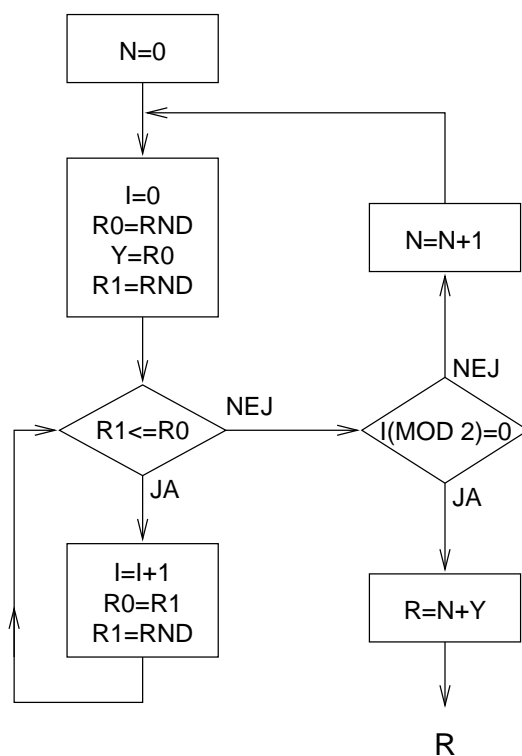 N=0
I=0
R0=RND
Y=R0
R1=RND
N=N+1
R1<=R0
NEJ
JA
I(MOD 2)=0
NEJ
JA
I=I+1
R0=R1
R1=RND
R=N+Y
R